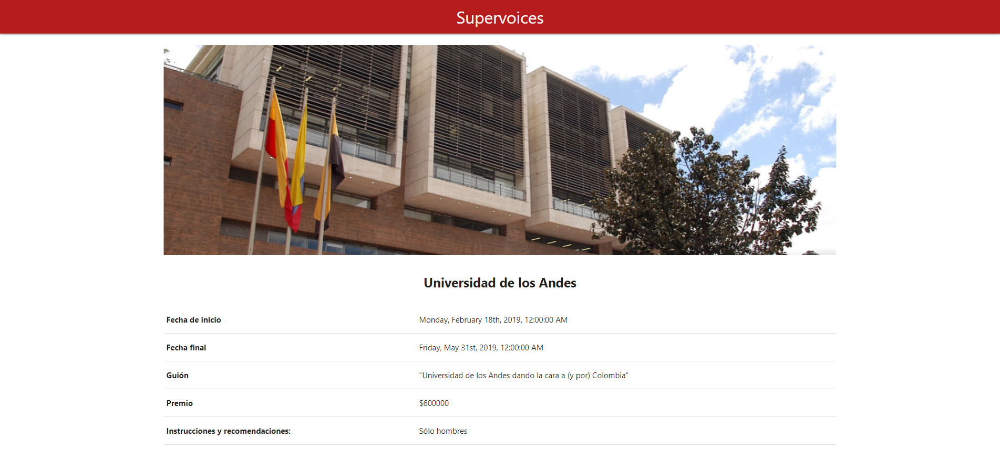 Supervoices
Universidad de los Andes
Fecha de inicio Monday, February 18th, 2019, 12:00:00 AM
Fecha final Friday, May 31st, 2019, 12:00:00 AM
Guión "Universidad de los Andes dando la cara a (y por) Colombia"
Premio $600000
Instrucciones y recomendaciones: Sólo hombres